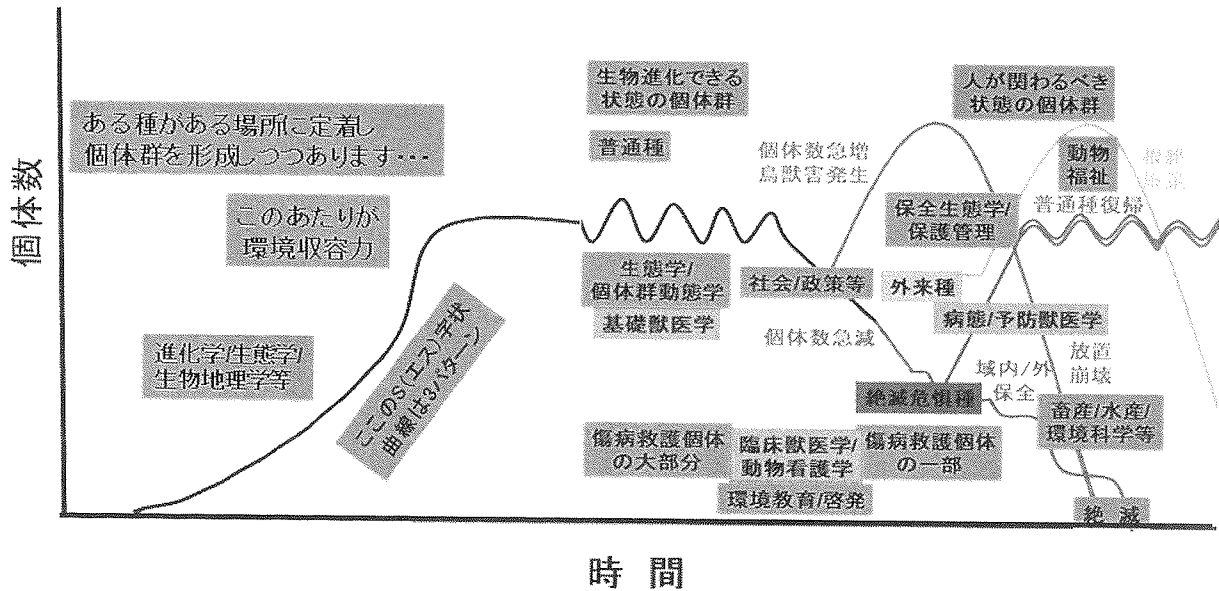 個体数
ある種がある場所に定着し
個体群を形成しつつあります･･･
このあたりが
環境収容力
進化学/生態学/
生物地理学等
ここのS(エス)字状
曲線は3パターン
生物進化できる
状態の個体群
普通種
生態学/
個体群動態学
基礎獣医学
傷病救護個体
の大部分
臨床獣医学/
動物看護学
環境教育/啓発
傷病救護個体
の一部
社会/政策等
個体数急増
鳥獣害発生
個体数急減
絶滅危惧種
人が関わるべき
状態の個体群
動物
福祉
普通種復帰
保全生態学/
保護管理
外来種
病態/予防獣医学
域内/外
保全
放置
崩壊
畜産/水産/
環境科学等
絶 滅
時 間